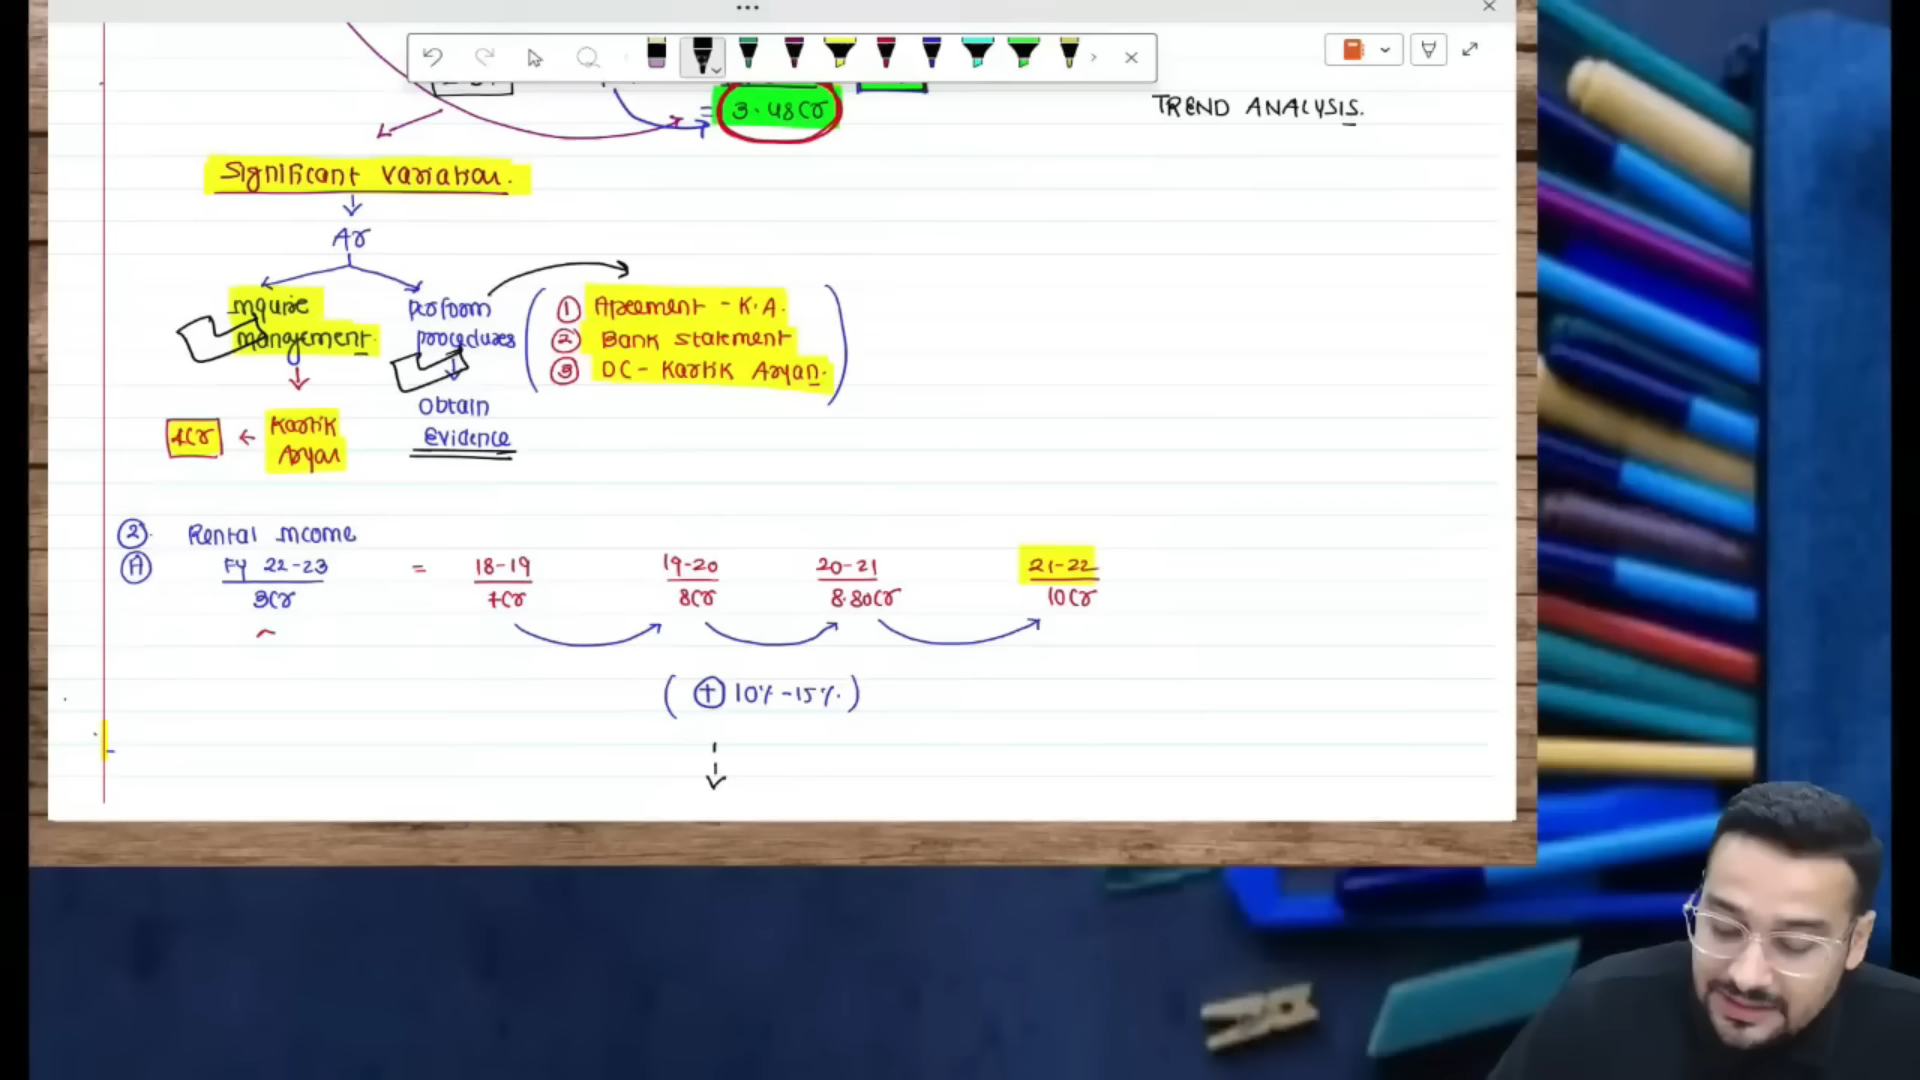 = 3.48Cr
TREND ANALYSIS.
Significant variation.
Ar
inquire
mangement.
perform
procedures
① Agreement - K.A.
② Bank statement
③ DC - Kartik Aryan.
Obtain
evidence
Kartik
Aryan
②. Rental income
Ⓐ FY 22-23 = 18-19 19-20 20-21 21-22
3Cr 7Cr 8Cr 8.80Cr 10Cr
( ⊕ 10% -15%. )